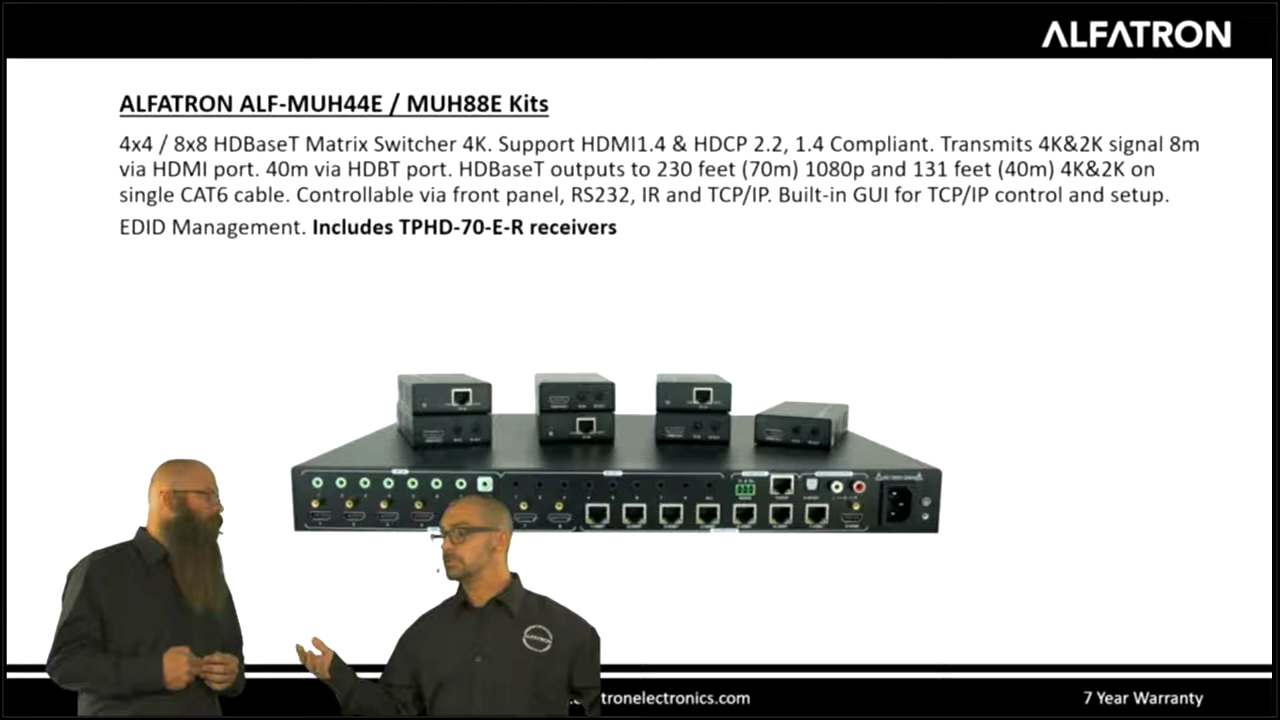 ALFATRON
ALFATRON ALF-MUH44E / MUH88E Kits
4x4 / 8x8 HDBaseT Matrix Switcher 4K. Support HDMI1.4 & HDCP 2.2, 1.4 Compliant. Transmits 4K&2K signal 8m
via HDMI port. 40m via HDBT port. HDBaseT outputs to 230 feet (70m) 1080p and 131 feet (40m) 4K&2K on
single CAT6 cable. Controllable via front panel, RS232, IR and TCP/IP. Built-in GUI for TCP/IP control and setup.
EDID Management. Includes TPHD-70-E-R receivers
ALFATRON
tronelectronics.com
7 Year Warranty